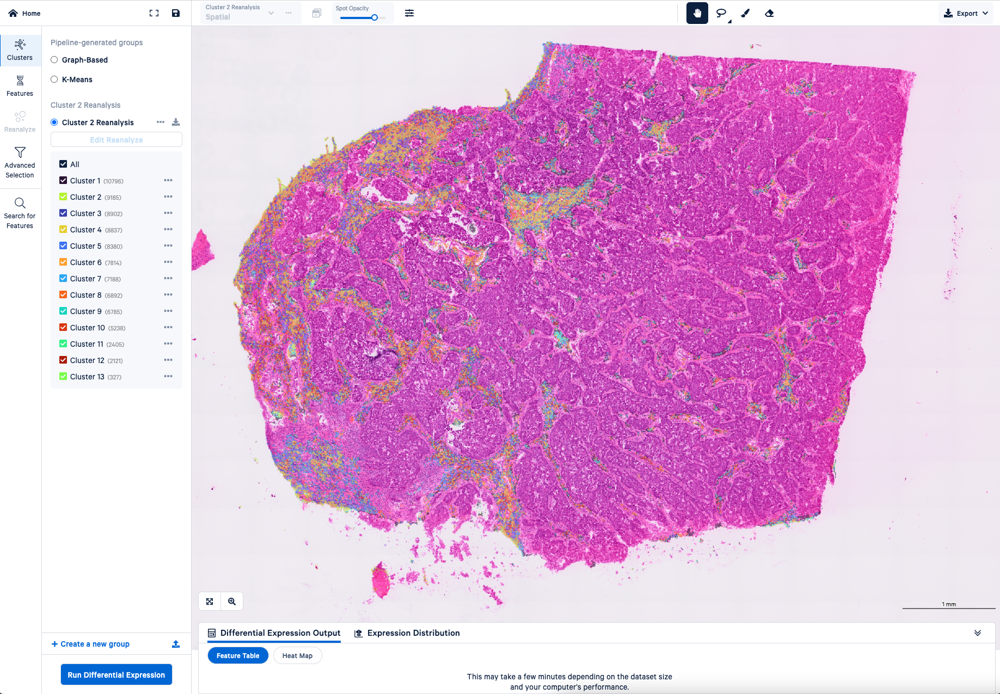 Home
Cluster 2 Reanalysis
Spatial
Spot Opacity
Export
Clusters
Features
Reanalyze
Advanced
Selection
Search for
Features
Pipeline-generated groups
Graph-Based
K-Means
Cluster 2 Reanalysis
Cluster 2 Reanalysis
Edit Reanalyze
All
Cluster 1 (10796)
Cluster 2 (9185)
Cluster 3 (8902)
Cluster 4 (8837)
Cluster 5 (8380)
Cluster 6 (7814)
Cluster 7 (7188)
Cluster 8 (6892)
Cluster 9 (6785)
Cluster 10 (5238)
Cluster 11 (2405)
Cluster 12 (2121)
Cluster 13 (327)
+ Create a new group
Run Differential Expression
1 mm
Differential Expression Output
Expression Distribution
Feature Table
Heat Map
This may take a few minutes depending on the dataset size
and your computer's performance.